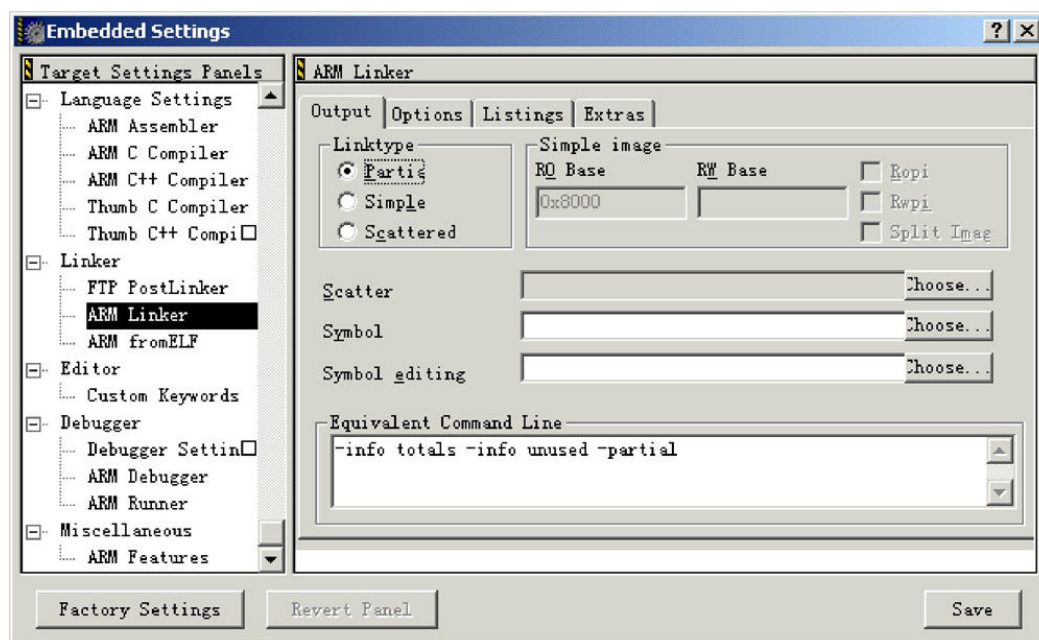 Embedded Settings
Target Settings Panels
Language Settings
ARM Assembler
ARM C Compiler
ARM C++ Compiler
Thumb C Compiler
Thumb C++ Compi
Linker
FTP PostLinker
ARM Linker
ARM fromELF
Editor
Custom Keywords
Debugger
Debugger Settin
ARM Debugger
ARM Runner
Miscellaneous
ARM Features
ARM Linker
Output Options Listings Extras
Linktype
Partia
Simple
Scattered
Simple image
RO Base RW Base
0x8000
Ropi
Rwpi
Split Imag
Scatter Choose...
Symbol Choose...
Symbol editing Choose...
Equivalent Command Line
-info totals -info unused -partial
Factory Settings Revert Panel Save